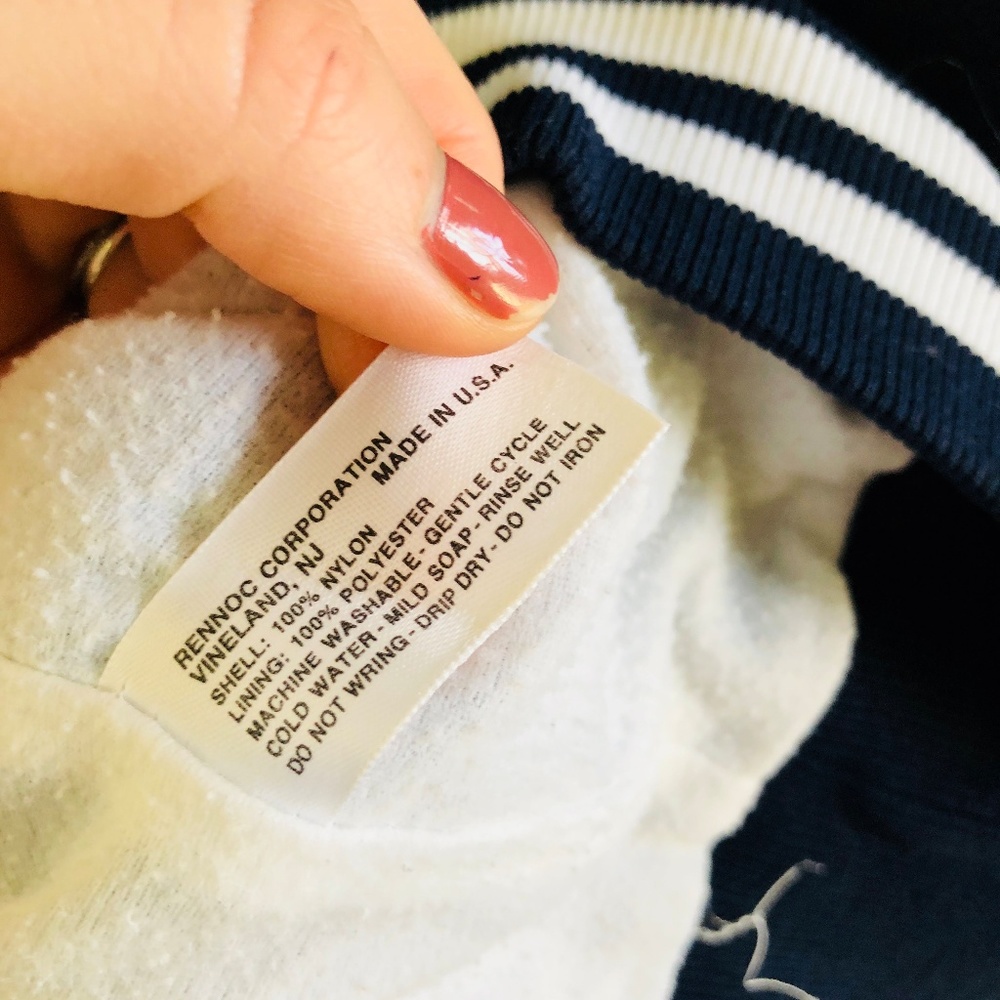 RENNOC CORPORATION
VINELAND, NJ MADE IN U.S.A.
SHELL: 100% NYLON
LINING: 100% POLYESTER
MACHINE WASHABLE - GENTLE CYCLE
COLD WATER - MILD SOAP - RINSE WELL
DO NOT WRING - DRIP DRY - DO NOT IRON